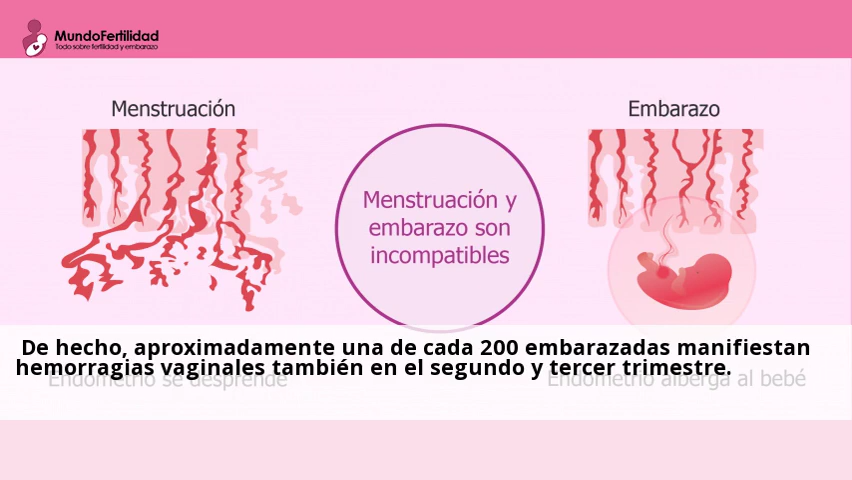 MundoFertilidad
Todo sobre fertilidad y embarazo
Menstruación
Embarazo
Menstruación y
embarazo son
incompatibles
De hecho, aproximadamente una de cada 200 embarazadas manifiestan
hemorragias vaginales también en el segundo y tercer trimestre.
Endometrio se desprende
Endometrio alberga al bebé